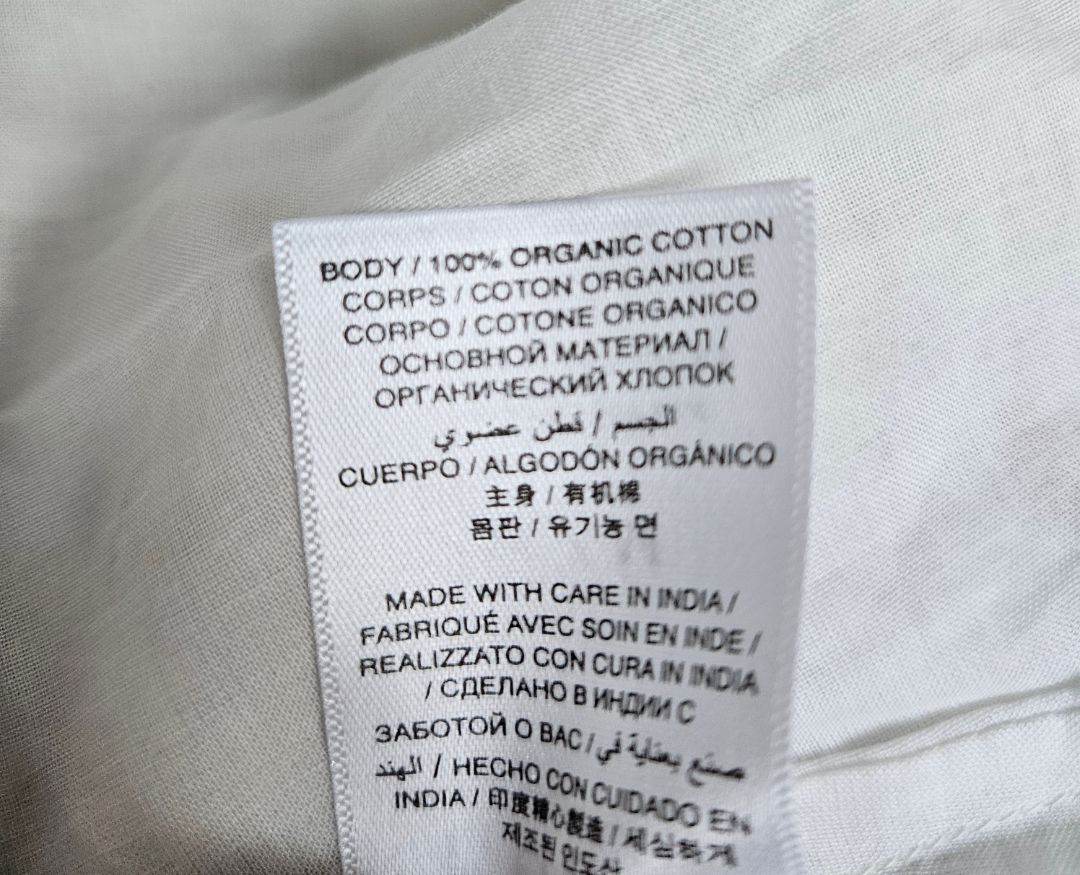 BODY / 100% ORGANIC COTTON
CORPS / COTON ORGANIQUE
CORPO / COTONE ORGANICO
ОСНОВНОЙ МАТЕРИАЛ /
ОРГАНИЧЕСКИЙ ХЛОПОК
الجسم / قطن عضوي
CUERPO / ALGODÓN ORGÁNICO
主身 / 有机棉
몸판 / 유기농 면
MADE WITH CARE IN INDIA /
FABRIQUÉ AVEC SOIN EN INDE /
REALIZZATO CON CURA IN INDIA
/ СДЕЛАНО В ИНДИИ С
ЗАБОТОЙ О ВАС / صنع بعناية في
الهند / HECHO CON CUIDADO EN
INDIA / 印度精心製造 / 세심하게
제조된 인도산